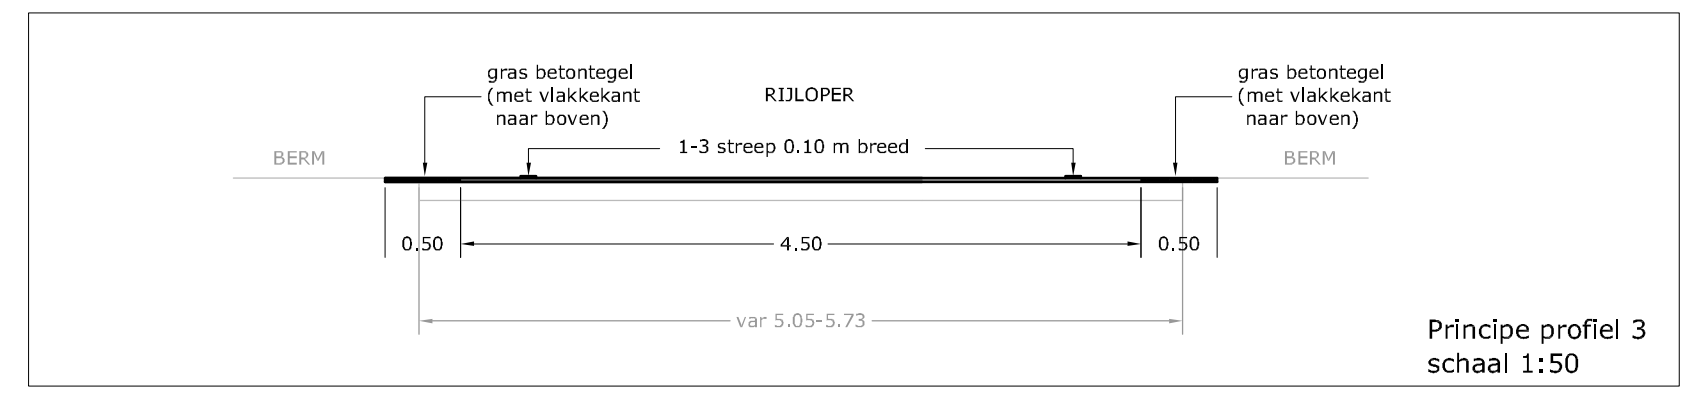 gras betontegel
(met vlakkekant
naar boven)
RIJLOPER
gras betontegel
(met vlakkekant
naar boven)
1-3 streep 0.10 m breed
BERM
BERM
0.50
4.50
0.50
var 5.05-5.73
Principe profiel 3
schaal 1:50